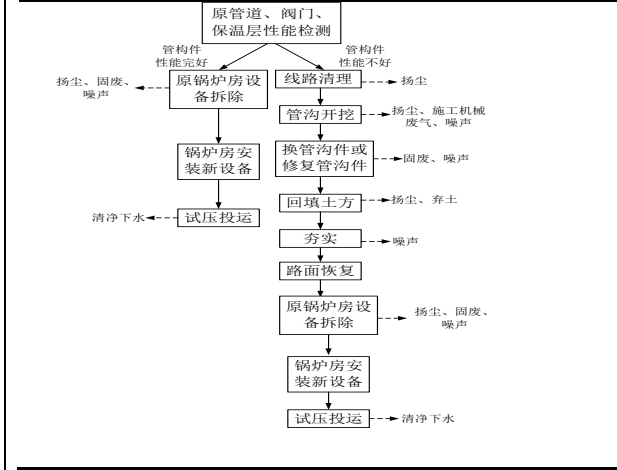 原管道、阀门、
保温层性能检测
管构件
性能完好
管构件
性能不好
扬尘、固废、
噪声
原锅炉房设
备拆除
线路清理
扬尘
管沟开挖
扬尘、施工机械
废气、噪声
锅炉房安
装新设备
换管沟件或
修复管沟件
固废、噪声
清净下水
试压投运
回填土方
扬尘、弃土
夯实
噪声
路面恢复
原锅炉房设
备拆除
扬尘、固废、
噪声
锅炉房安
装新设备
试压投运
清净下水